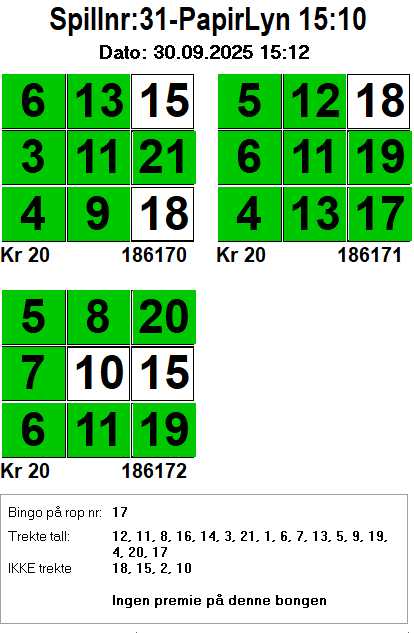 Spillnr:31-PapirLyn 15:10
Dato: 30.09.2025 15:12
6 13 15 5 12 18
3 11 21 6 11 19
4 9 18 4 13 17
Kr 20 186170 Kr 20 186171
5 8 20
7 10 15
6 11 19
Kr 20 186172
Bingo på rop nr: 17
Trekte tall: 12, 11, 8, 16, 14, 3, 21, 1, 6, 7, 13, 5, 9, 19,
4, 20, 17
IKKE trekte 18, 15, 2, 10
Ingen premie på denne bongen